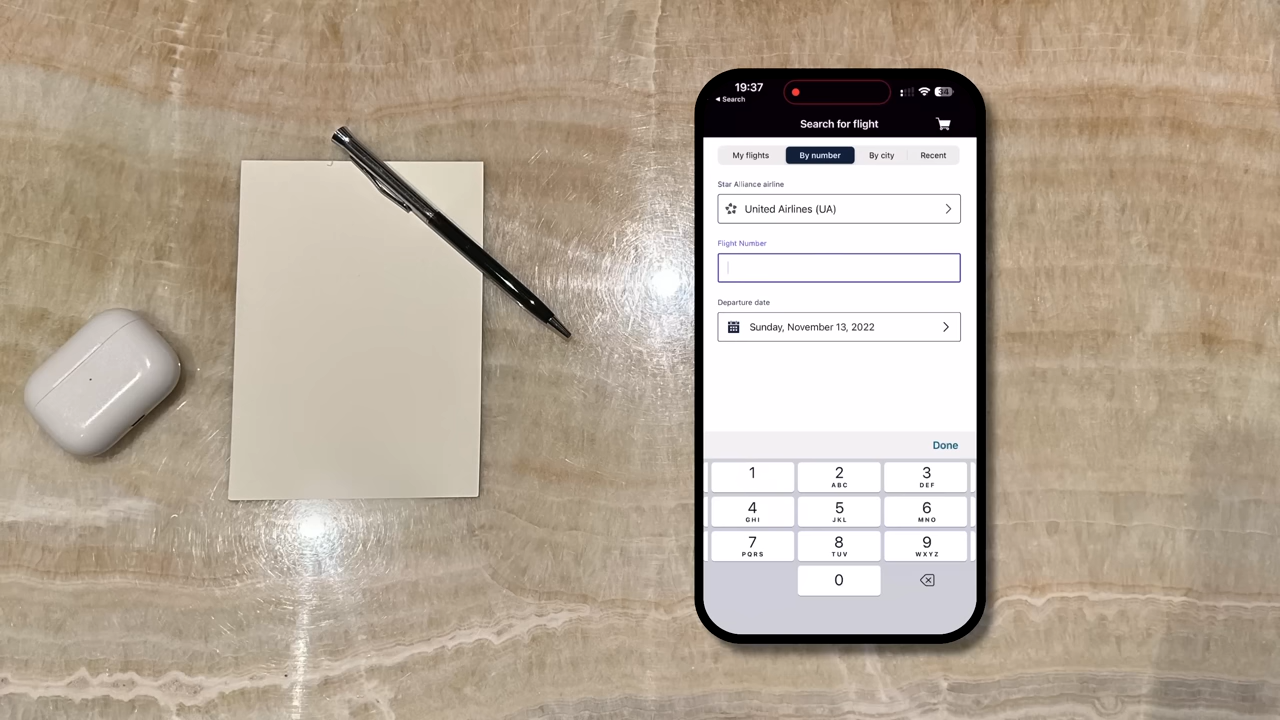 19:37
34
◀ Search
Search for flight
My flights By number By city Recent
Star Alliance airline
United Airlines (UA)
Flight Number
Departure date
Sunday, November 13, 2022
Done
1 2 3
ABC DEF
4 5 6
GHI JKL MNO
7 8 9
PQRS TUV WXYZ
0